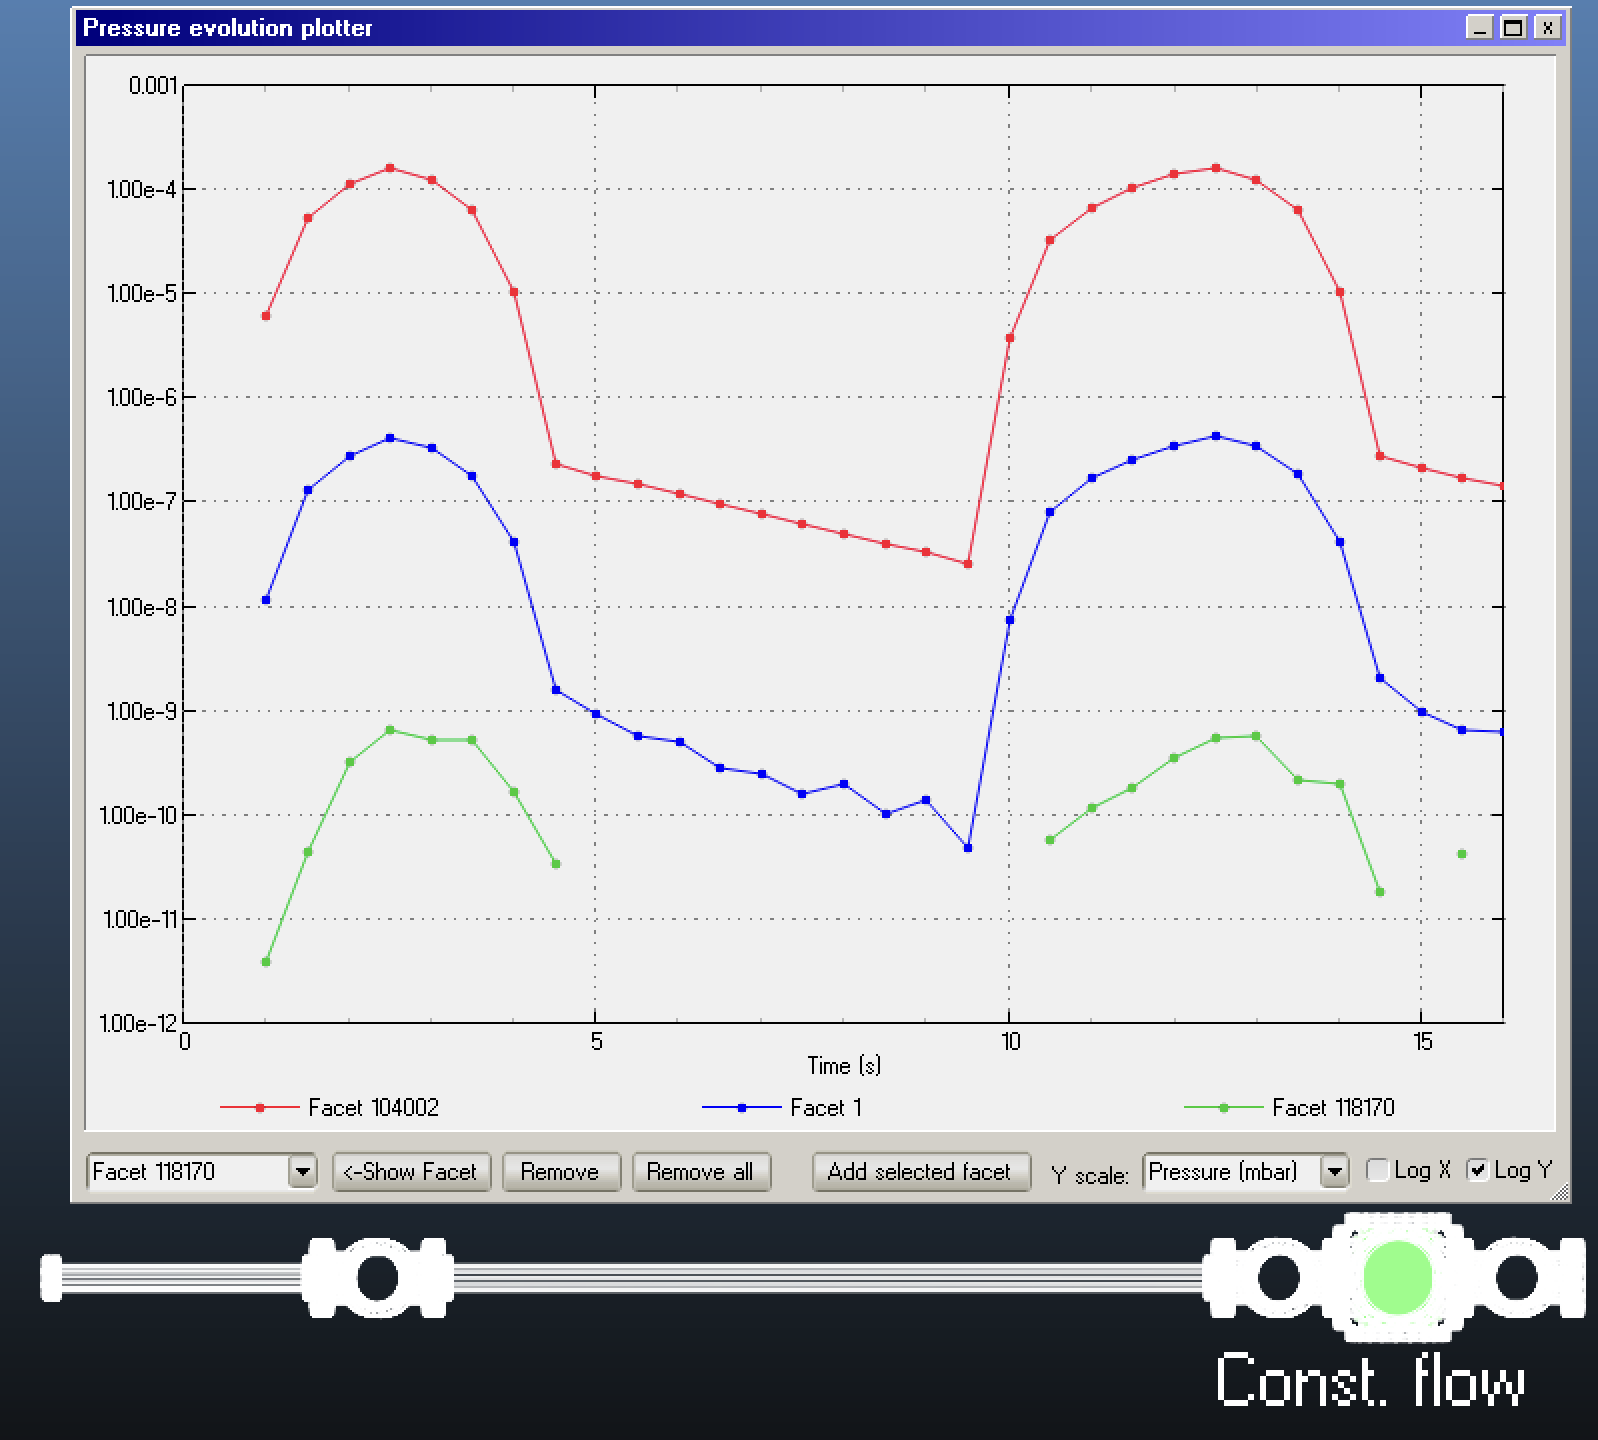 Pressure evolution plotter
0.001
1.00e-4
1.00e-5
1.00e-6
1.00e-7
1.00e-8
1.00e-9
1.00e-10
1.00e-11
1.00e-12
0 5 10 15
Time (s)
Facet 104002 Facet 1 Facet 118170
Facet 118170 <-Show Facet Remove Remove all Add selected facet Y scale: Pressure (mbar) Log X Log Y
Const. flow